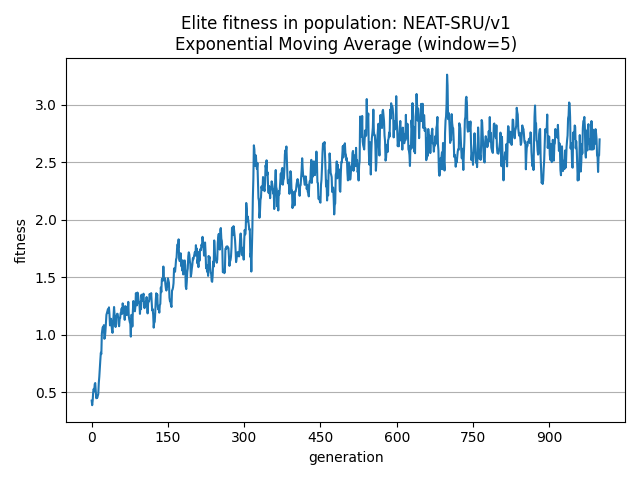 Elite fitness in population: NEAT-SRU/v1
Exponential Moving Average (window=5)
fitness
3.0
2.5
2.0
1.5
1.0
0.5
0 150 300 450 600 750 900
generation